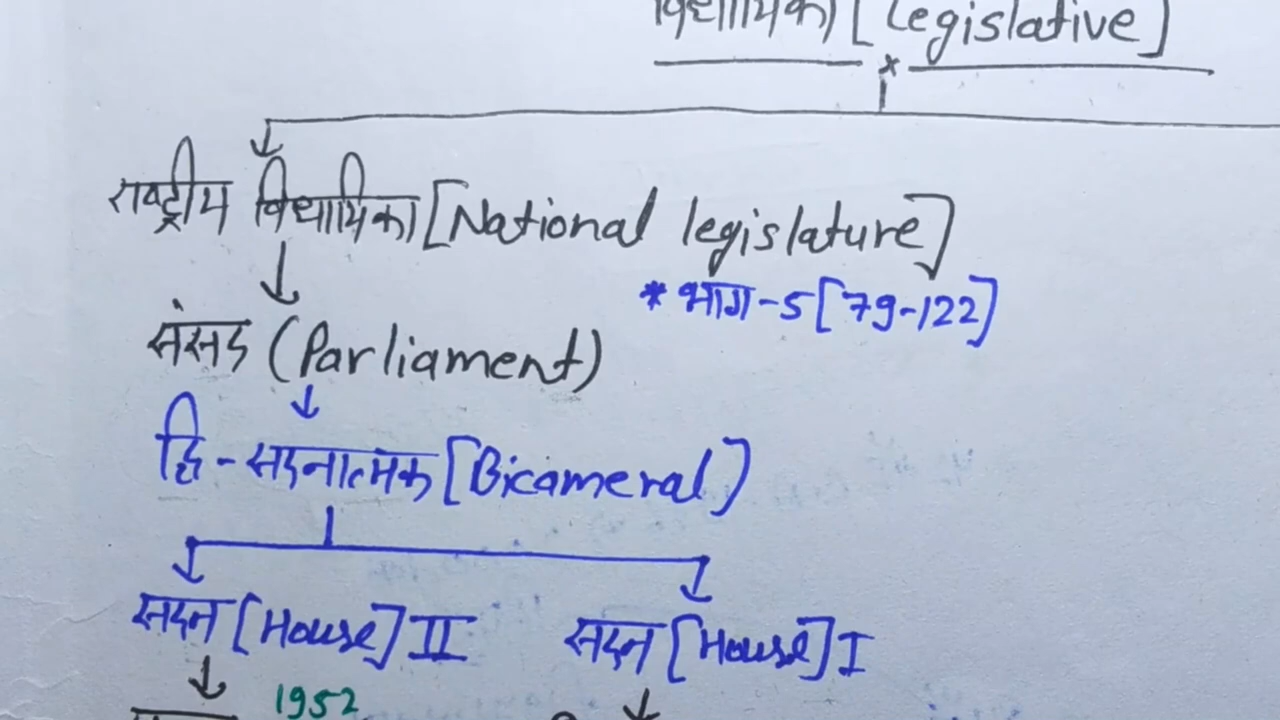 विधायिका [Legislative]
राष्ट्रीय विधायिका [National legislature]
* भाग-5 [79-122]
संसद (Parliament)
द्वि-सदनात्मक [Bicameral]
सदन [House] II
सदन [House] I
1952